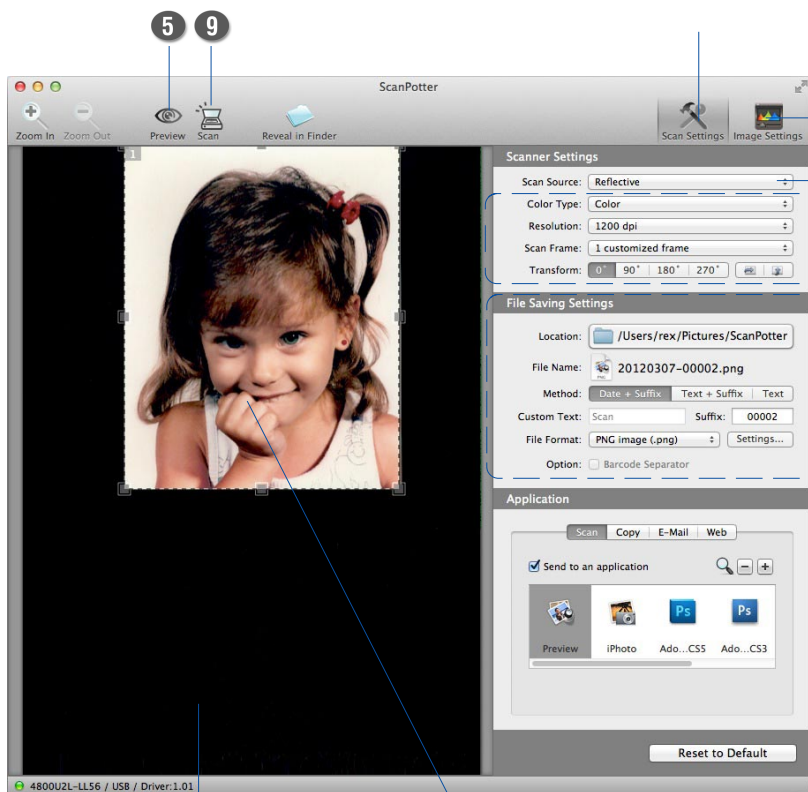 5 9
ScanPotter
Zoom In Zoom Out Preview Scan Reveal in Finder Scan Settings Image Settings
1
Scanner Settings
Scan Source: Reflective
Color Type: Color
Resolution: 1200 dpi
Scan Frame: 1 customized frame
Transform: 0° 90° 180° 270°
File Saving Settings
Location: /Users/rex/Pictures/ScanPotter
File Name: 20120307-00002.png
Method: Date + Suffix Text + Suffix Text
Custom Text: Scan Suffix: 00002
File Format: PNG image (.png) Settings...
Option: Barcode Separator
Application
Scan Copy E-Mail Web
Send to an application
Ps Ps
Preview iPhoto Ado...CS5 Ado...CS3
Reset to Default
4800U2L-LL56 / USB / Driver:1.01